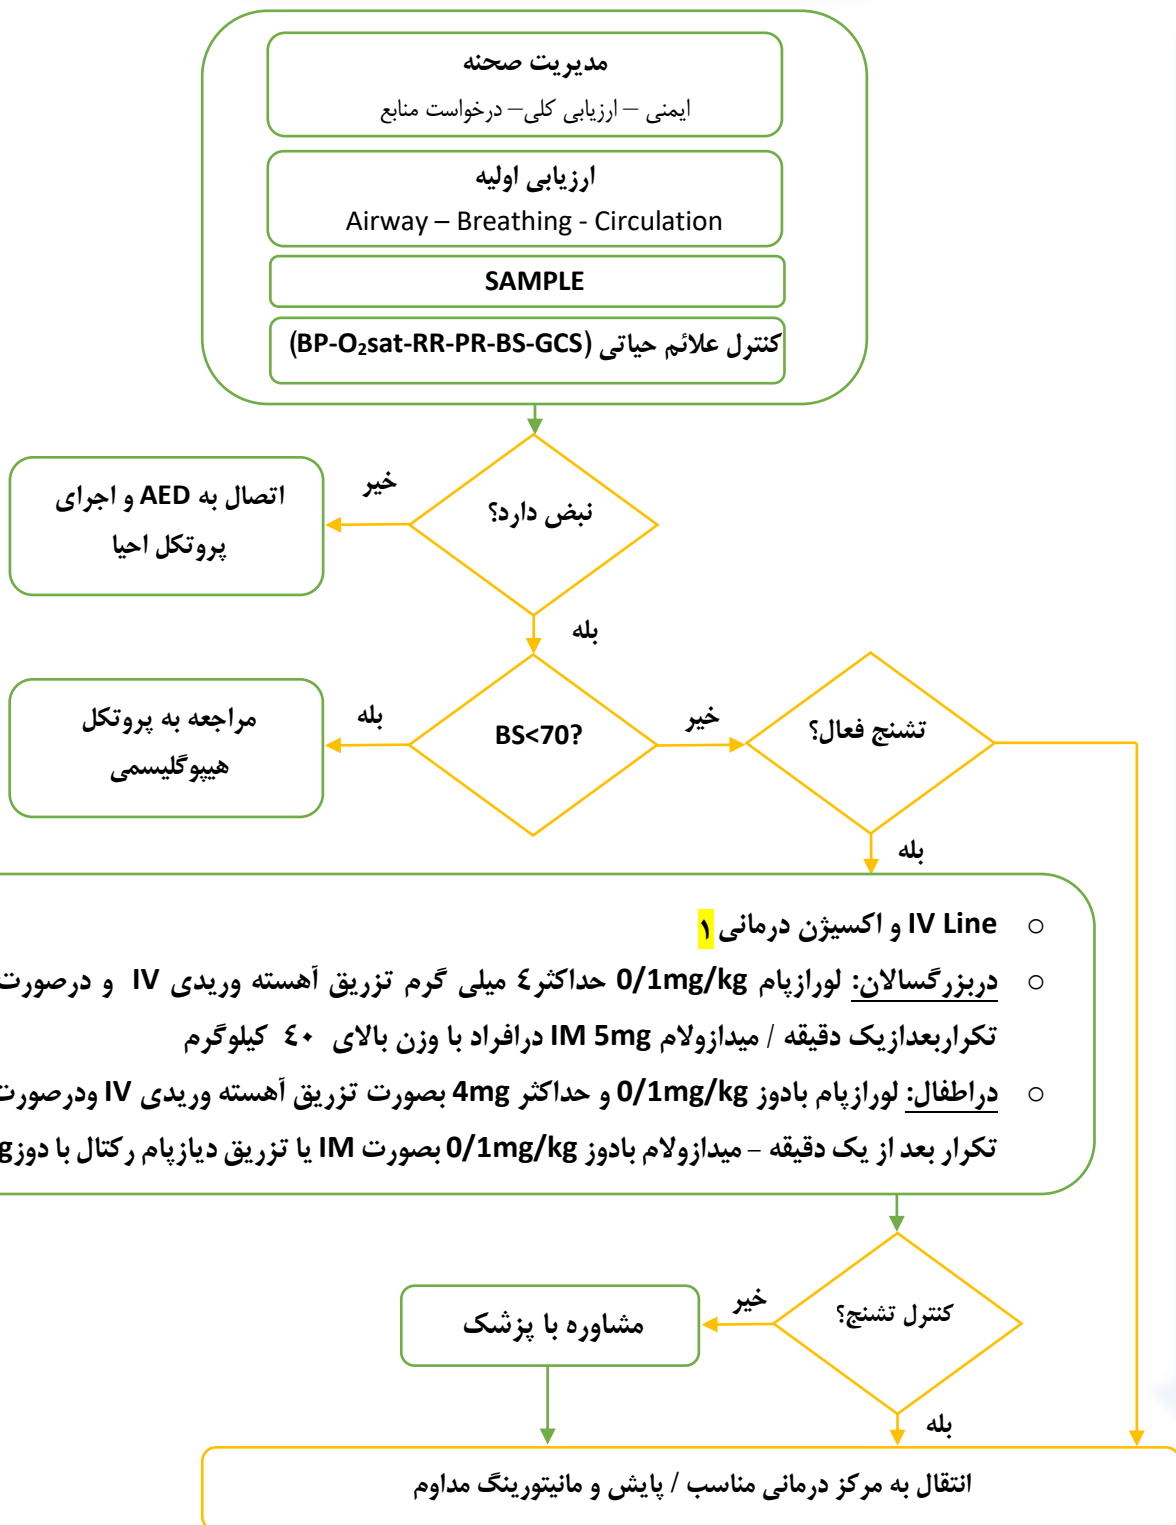 مدیریت صحنه
ایمنی – ارزیابی کلی– درخواست منابع
ارزیابی اولیه
Airway – Breathing - Circulation
SAMPLE
کنترل علائم حیاتی (BP-O₂sat-RR-PR-BS-GCS)
نبض دارد؟
خیر
اتصال به AED و اجرای
پروتکل احیا
بله
BS<70?
بله
مراجعه به پروتکل
هیپوگلیسمی
خیر
تشنج فعال؟
بله
○ IV Line و اکسیژن درمانی ۱
○ دربزرگسالان: لورازپام 0/1mg/kg حداکثر٤ میلی گرم تزریق آهسته وریدی IV و درصورت
تکراربعدازیک دقیقه / میدازولام IM 5mg درافراد با وزن بالای ٤٠ کیلوگرم
○ دراطفال: لورازپام بادوز 0/1mg/kg و حداکثر 4mg بصورت تزریق آهسته وریدی IV ودرصورت
تکرار بعد از یک دقیقه – میدازولام بادوز 0/1mg/kg بصورت IM یا تزریق دیازپام رکتال با دوز
کنترل تشنج؟
خیر
مشاوره با پزشک
بله
انتقال به مرکز درمانی مناسب / پایش و مانیتورینگ مداوم